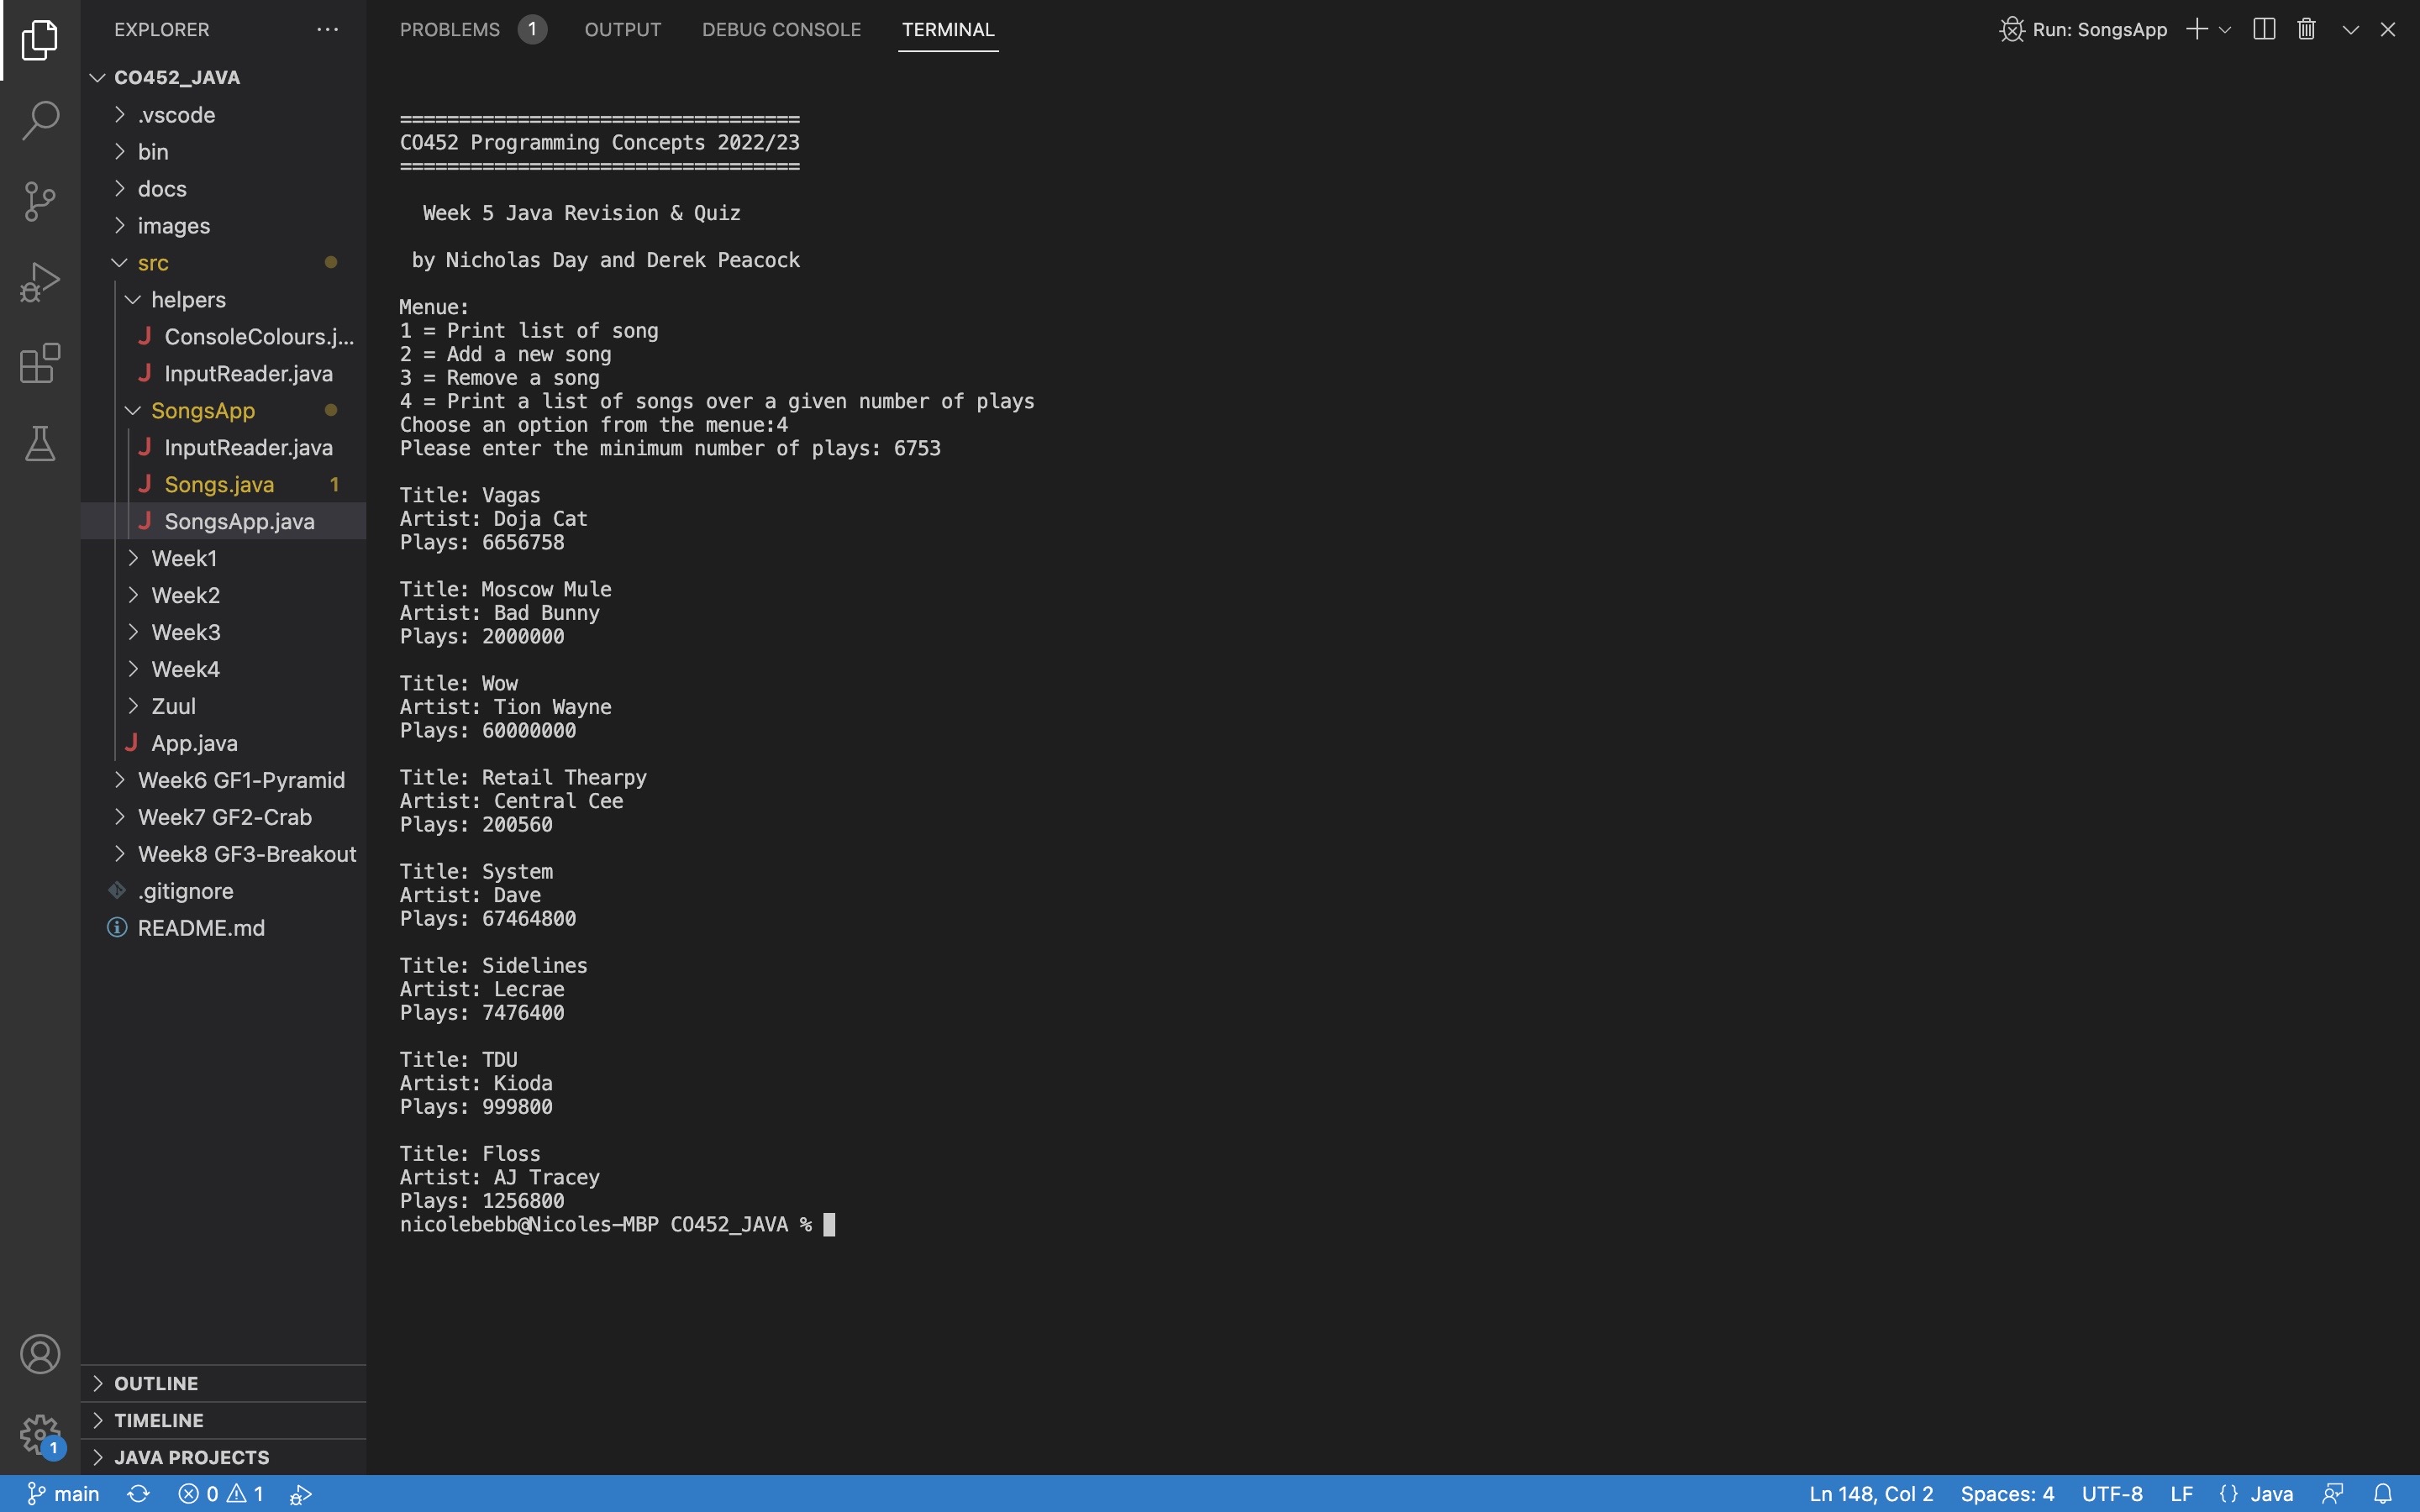 EXPLORER
CO452_JAVA
.vscode
bin
docs
images
src
helpers
ConsoleColours.j...
InputReader.java
SongsApp
InputReader.java
Songs.java 1
SongsApp.java
Week1
Week2
Week3
Week4
Zuul
App.java
Week6 GF1-Pyramid
Week7 GF2-Crab
Week8 GF3-Breakout
.gitignore
README.md
OUTLINE
TIMELINE
JAVA PROJECTS
1
PROBLEMS 1 OUTPUT DEBUG CONSOLE TERMINAL
Run: SongsApp
==================================
CO452 Programming Concepts 2022/23
==================================
Week 5 Java Revision & Quiz
by Nicholas Day and Derek Peacock
Menue:
1 = Print list of song
2 = Add a new song
3 = Remove a song
4 = Print a list of songs over a given number of plays
Choose an option from the menue:4
Please enter the minimum number of plays: 6753
Title: Vagas
Artist: Doja Cat
Plays: 6656758
Title: Moscow Mule
Artist: Bad Bunny
Plays: 2000000
Title: Wow
Artist: Tion Wayne
Plays: 60000000
Title: Retail Thearpy
Artist: Central Cee
Plays: 200560
Title: System
Artist: Dave
Plays: 67464800
Title: Sidelines
Artist: Lecrae
Plays: 7476400
Title: TDU
Artist: Kioda
Plays: 999800
Title: Floss
Artist: AJ Tracey
Plays: 1256800
nicolebebb@Nicoles-MBP CO452_JAVA %
main 0 1 Ln 148, Col 2 Spaces: 4 UTF-8 LF {} Java